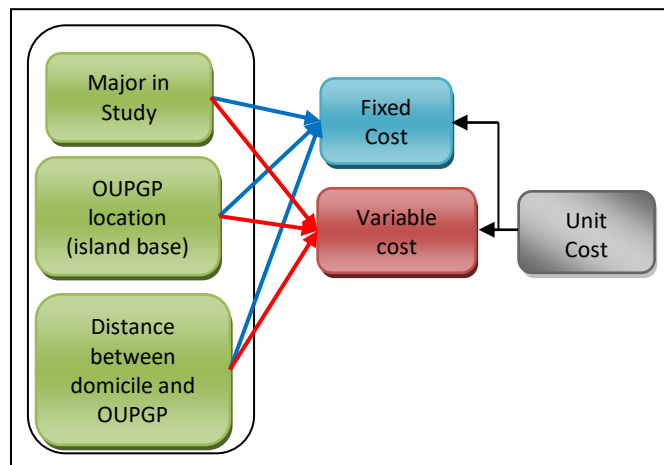 Major in
Study
OUPGP
location
(island base)
Distance
between
domicile and
OUPGP
Fixed
Cost
Variable
cost
Unit
Cost